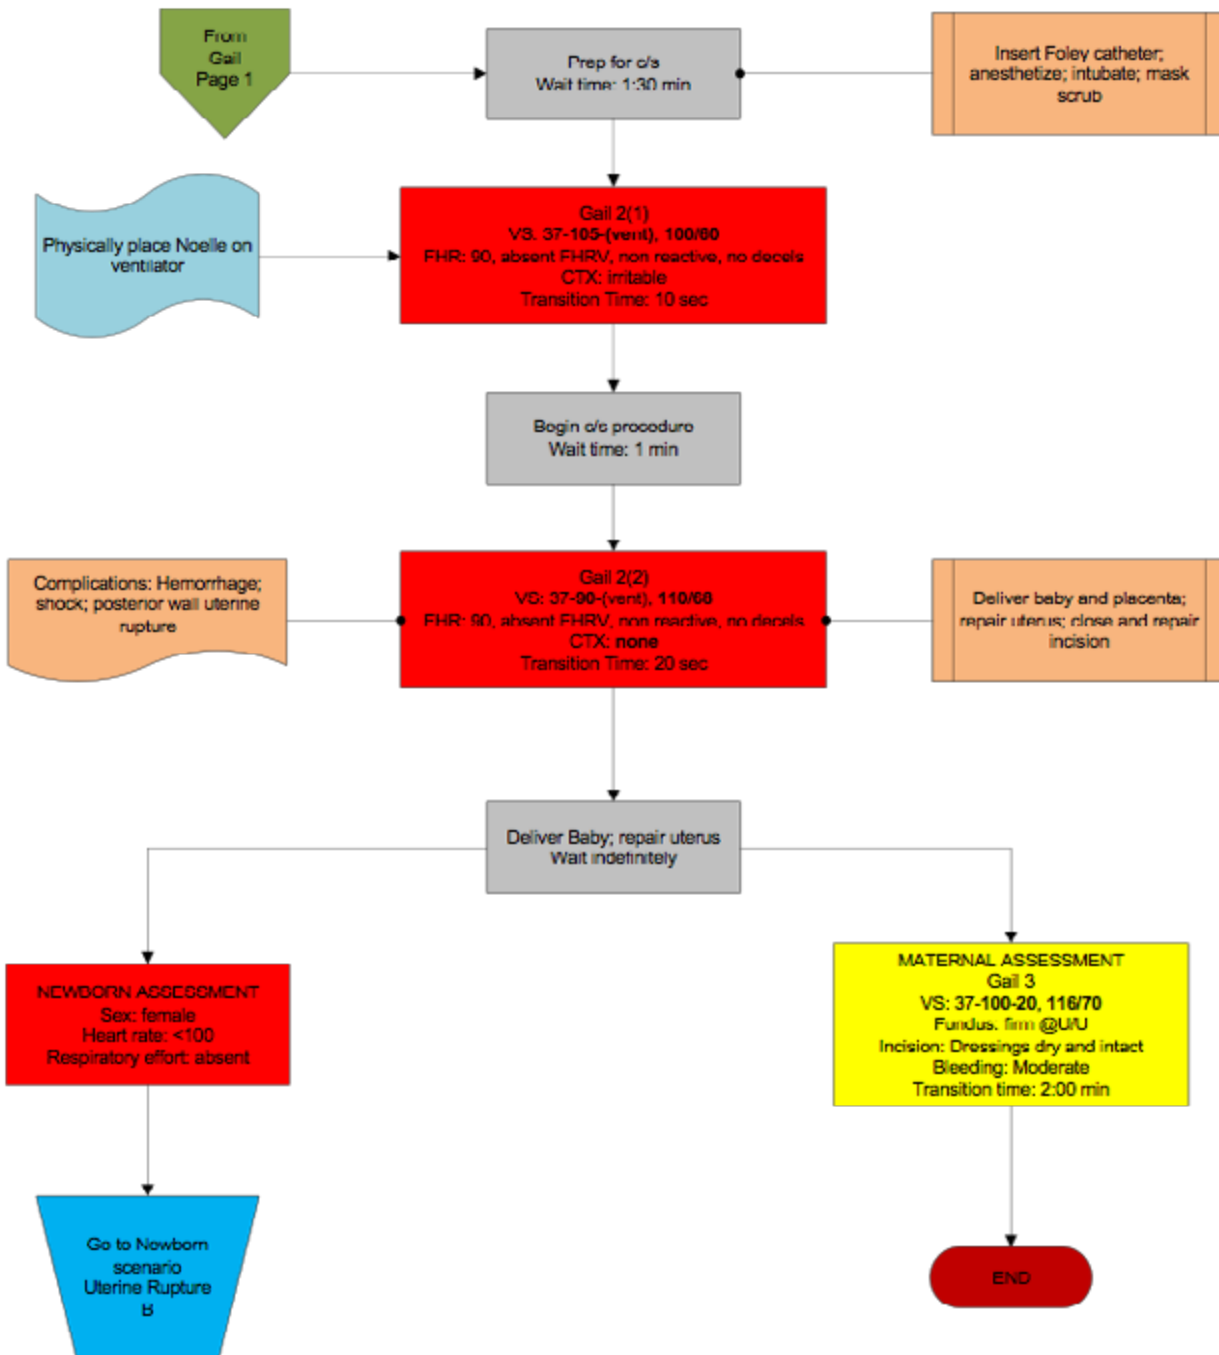 From
Gail
Page 1
Prep for c/s
Wait time: 1:30 min
Insert Foley catheter;
anesthetize; intubate; mask
scrub
Physically place Noelle on
ventilator
Gail 2(1)
VS: 37-105-(vent), 100/60
FHR: 90, absent FHRV, non reactive, no decels
CTX: irritable
Transition Time: 10 sec
Begin c/s procedure
Wait time: 1 min
Complications: Hemorrhage;
shock; posterior wall uterine
rupture
Gail 2(2)
VS: 37-90-(vent), 110/68
FHR: 90, absent FHRV, non reactive, no decels
CTX: none
Transition Time: 20 sec
Deliver baby and placenta;
repair uterus; close and repair
incision
Deliver Baby; repair uterus
Wait indefinitely
NEWBORN ASSESSMENT
Sex: female
Heart rate: <100
Respiratory effort: absent
MATERNAL ASSESSMENT
Gail 3
VS: 37-100-20, 116/70
Fundus: firm @U/U
Incision: Dressings dry and intact
Bleeding: Moderate
Transition time: 2:00 min
Go to Newborn
scenario
Uterine Rupture
B
END